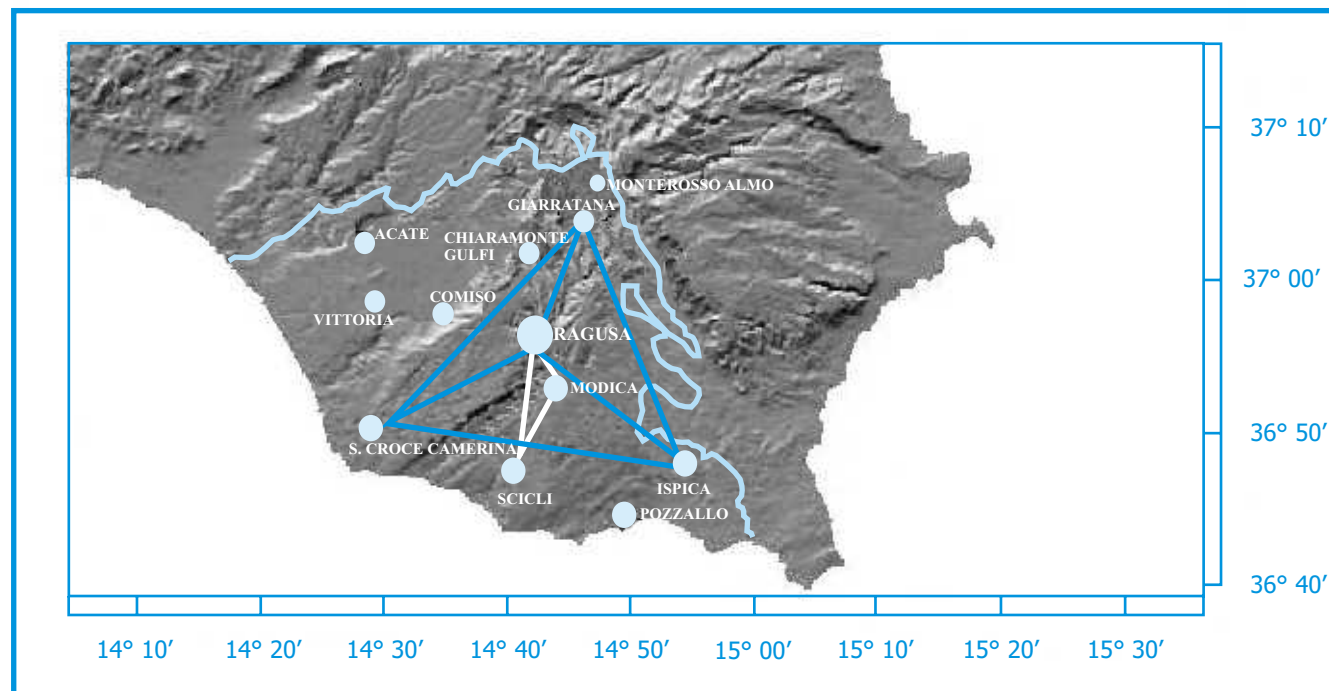 37° 10’
MONTEROSSO ALMO
GIARRATANA
ACATE
CHIARAMONTE
GULFI
37° 00’
COMISO
VITTORIA
RAGUSA
MODICA
36° 50’
S. CROCE CAMERINA
ISPICA
SCICLI
POZZALLO
36° 40’
14° 10’ 14° 20’ 14° 30’ 14° 40’ 14° 50’ 15° 00’ 15° 10’ 15° 20’ 15° 30’